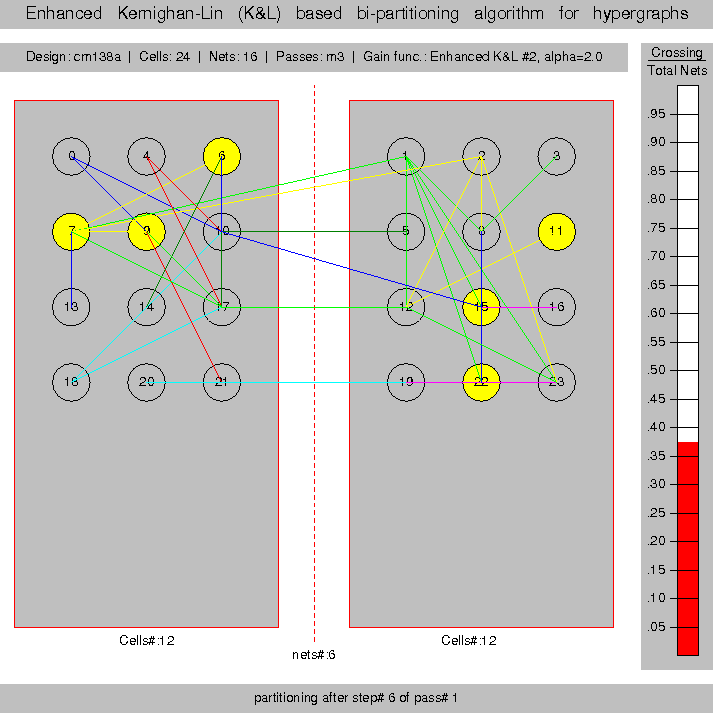 Enhanced Kernighan-Lin (K&L) based bi-partitioning algorithm for hypergraphs
Design: cm138a | Cells: 24 | Nets: 16 | Passes: m3 | Gain func.: Enhanced K&L #2, alpha=2.0
Crossing
Total Nets
.95
.90
.85
.80
.75
.70
.65
.60
.55
.50
.45
.40
.35
.30
.25
.20
.15
.10
.05
0 4 6 1 2 3
7 9 10 5 8 11
13 14 17 12 15 16
18 20 21 19 22 23
Cells#:12 Cells#:12
nets#:6
partitioning after step# 6 of pass# 1